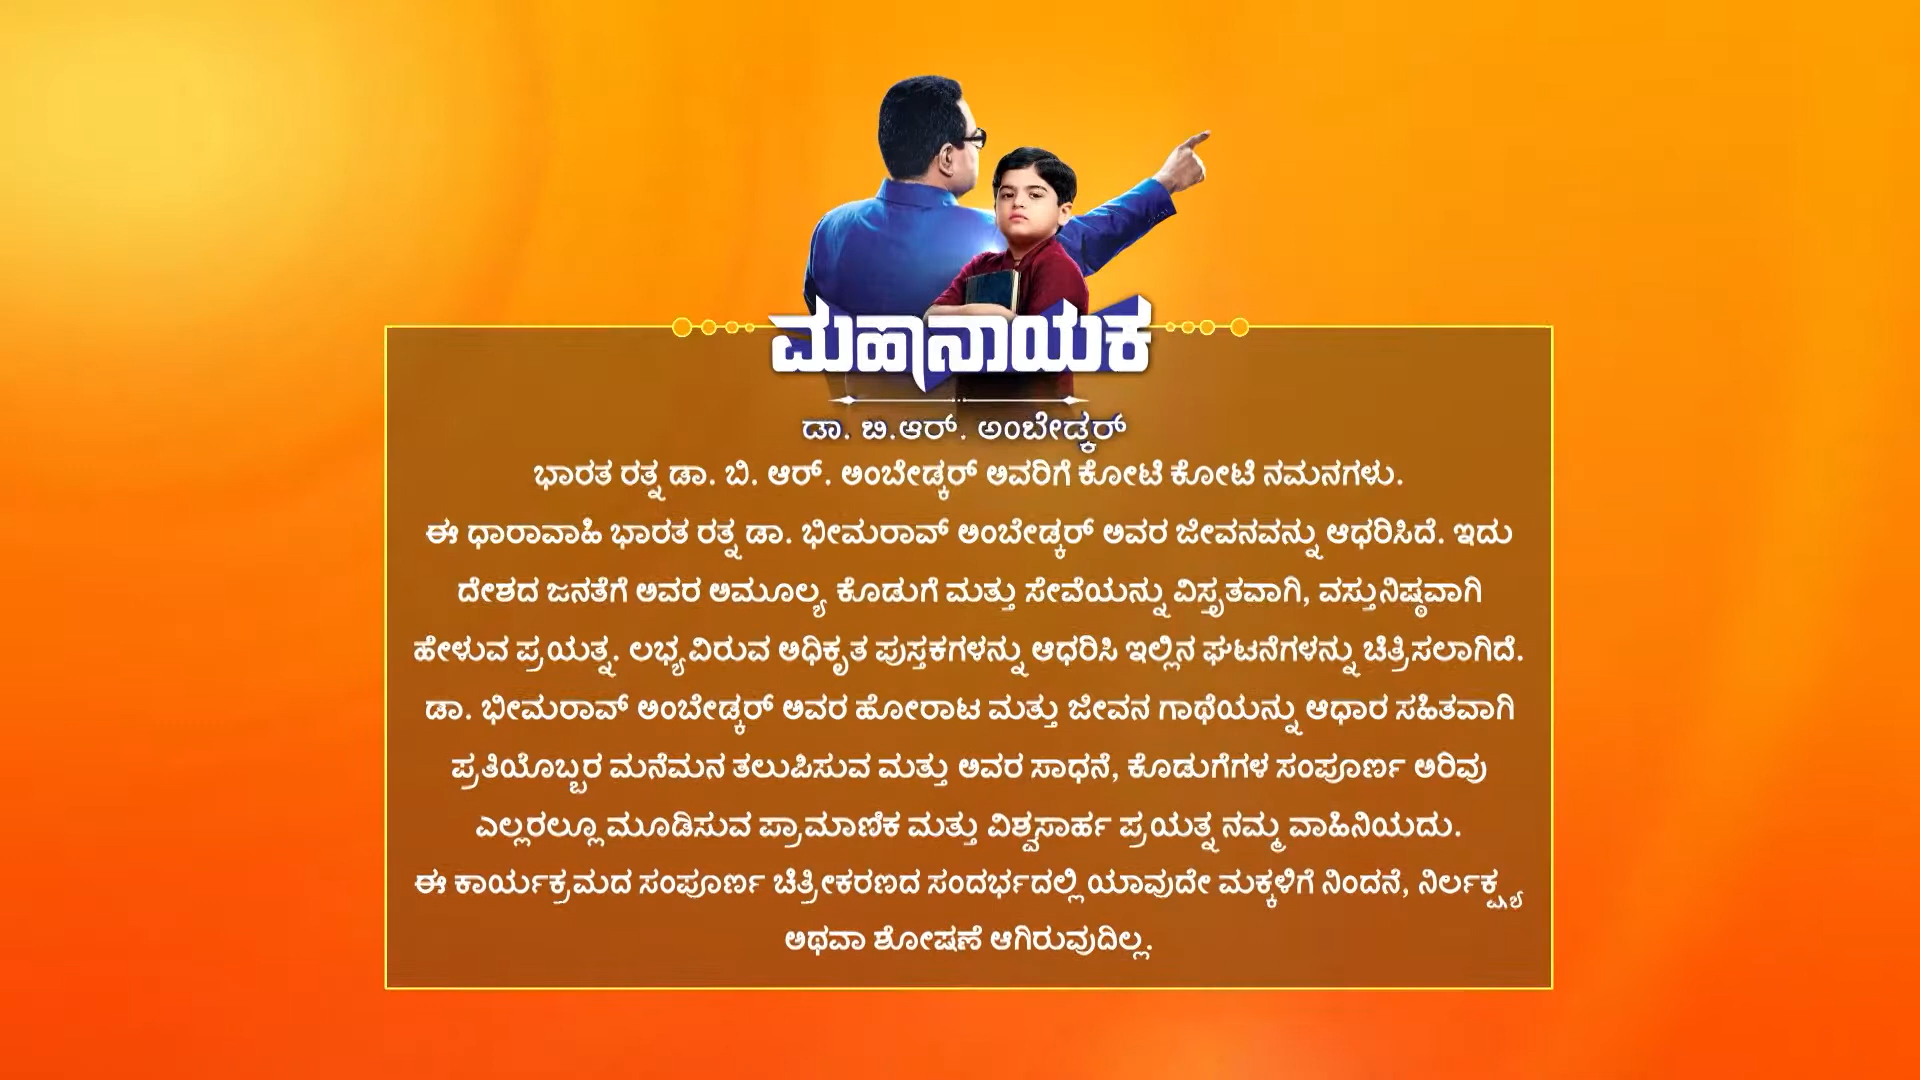 ಮಹಾನಾಯಕ
ಡಾ. ಬಿ.ಆರ್. ಅಂಬೇಡ್ಕರ್
ಭಾರತ ರತ್ನ ಡಾ. ಬಿ. ಆರ್. ಅಂಬೇಡ್ಕರ್ ಅವರಿಗೆ ಕೋಟಿ ಕೋಟಿ ನಮನಗಳು.
ಈ ಧಾರಾವಾಹಿ ಭಾರತ ರತ್ನ ಡಾ. ಭೀಮರಾವ್ ಅಂಬೇಡ್ಕರ್ ಅವರ ಜೀವನವನ್ನು ಆಧರಿಸಿದೆ. ಇದು
ದೇಶದ ಜನತೆಗೆ ಅವರ ಅಮೂಲ್ಯ ಕೊಡುಗೆ ಮತ್ತು ಸೇವೆಯನ್ನು ವಿಸ್ತೃತವಾಗಿ, ವಸ್ತುನಿಷ್ಠವಾಗಿ
ಹೇಳುವ ಪ್ರಯತ್ನ. ಲಭ್ಯವಿರುವ ಅಧಿಕೃತ ಪುಸ್ತಕಗಳನ್ನು ಆಧರಿಸಿ ಇಲ್ಲಿನ ಘಟನೆಗಳನ್ನು ಚಿತ್ರಿಸಲಾಗಿದೆ.
ಡಾ. ಭೀಮರಾವ್ ಅಂಬೇಡ್ಕರ್ ಅವರ ಹೋರಾಟ ಮತ್ತು ಜೀವನ ಗಾಥೆಯನ್ನು ಆಧಾರ ಸಹಿತವಾಗಿ
ಪ್ರತಿಯೊಬ್ಬರ ಮನೆಮನ ತಲುಪಿಸುವ ಮತ್ತು ಅವರ ಸಾಧನೆ, ಕೊಡುಗೆಗಳ ಸಂಪೂರ್ಣ ಅರಿವು
ಎಲ್ಲರಲ್ಲೂ ಮೂಡಿಸುವ ಪ್ರಾಮಾಣಿಕ ಮತ್ತು ವಿಶ್ವಸಾರ್ಹ ಪ್ರಯತ್ನ ನಮ್ಮ ವಾಹಿನಿಯದು.
ಈ ಕಾರ್ಯಕ್ರಮದ ಸಂಪೂರ್ಣ ಚಿತ್ರೀಕರಣದ ಸಂದರ್ಭದಲ್ಲಿ ಯಾವುದೇ ಮಕ್ಕಳಿಗೆ ನಿಂದನೆ, ನಿರ್ಲಕ್ಷ್ಯ
ಅಥವಾ ಶೋಷಣೆ ಆಗಿರುವುದಿಲ್ಲ.